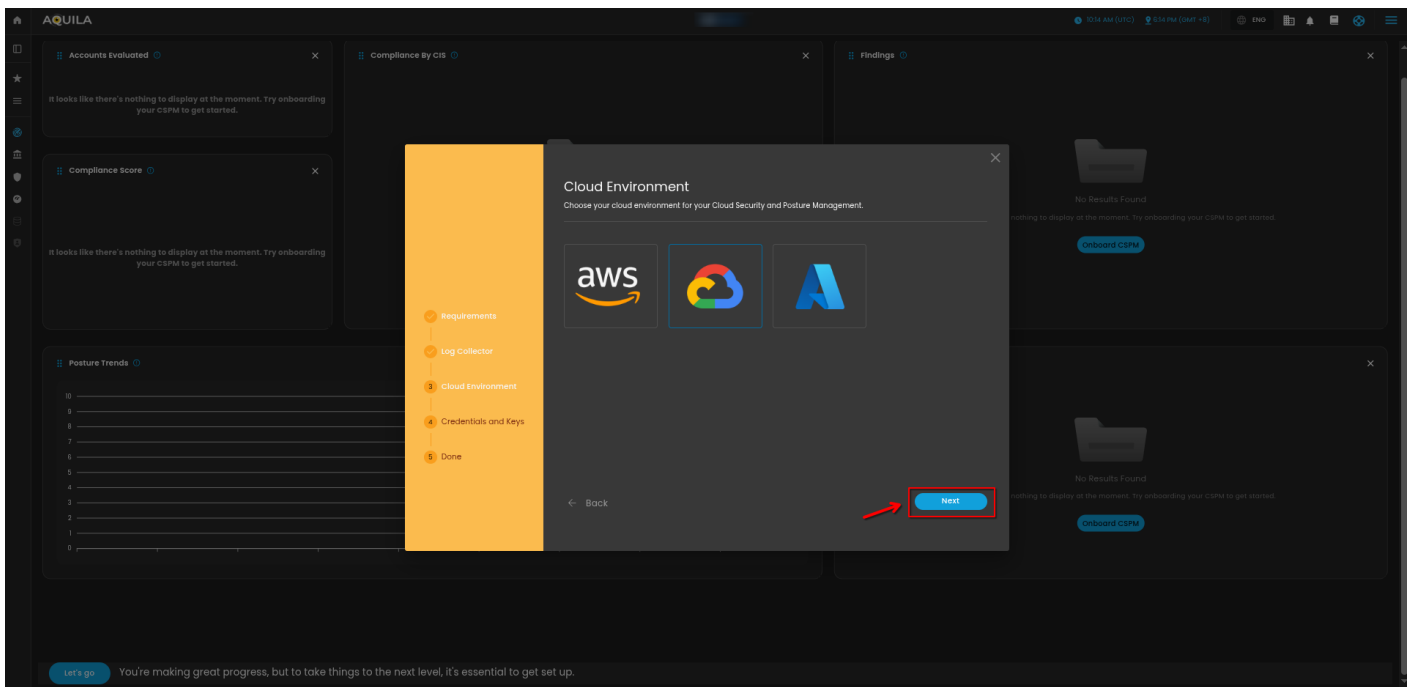 AQUILA
10:14 AM (UTC)
6:14 PM (GMT +8)
ENG
Accounts Evaluated
Compliance By CIS
Findings
It looks like there's nothing to display at the moment. Try onboarding
your CSPM to get started.
Compliance Score
It looks like there's nothing to display at the moment. Try onboarding
your CSPM to get started.
No Results Found
nothing to display at the moment. Try onboarding your CSPM to get started.
Onboard CSPM
Cloud Environment
Choose your cloud environment for your Cloud Security and Posture Management.
aws
Requirements
Log Collector
3 Cloud Environment
4 Credentials and Keys
5 Done
Back
Next
Posture Trends
10
9
8
7
6
5
4
3
2
1
0
No Results Found
nothing to display at the moment. Try onboarding your CSPM to get started.
Onboard CSPM
Let's go
You're making great progress, but to take things to the next level, it's essential to get set up.